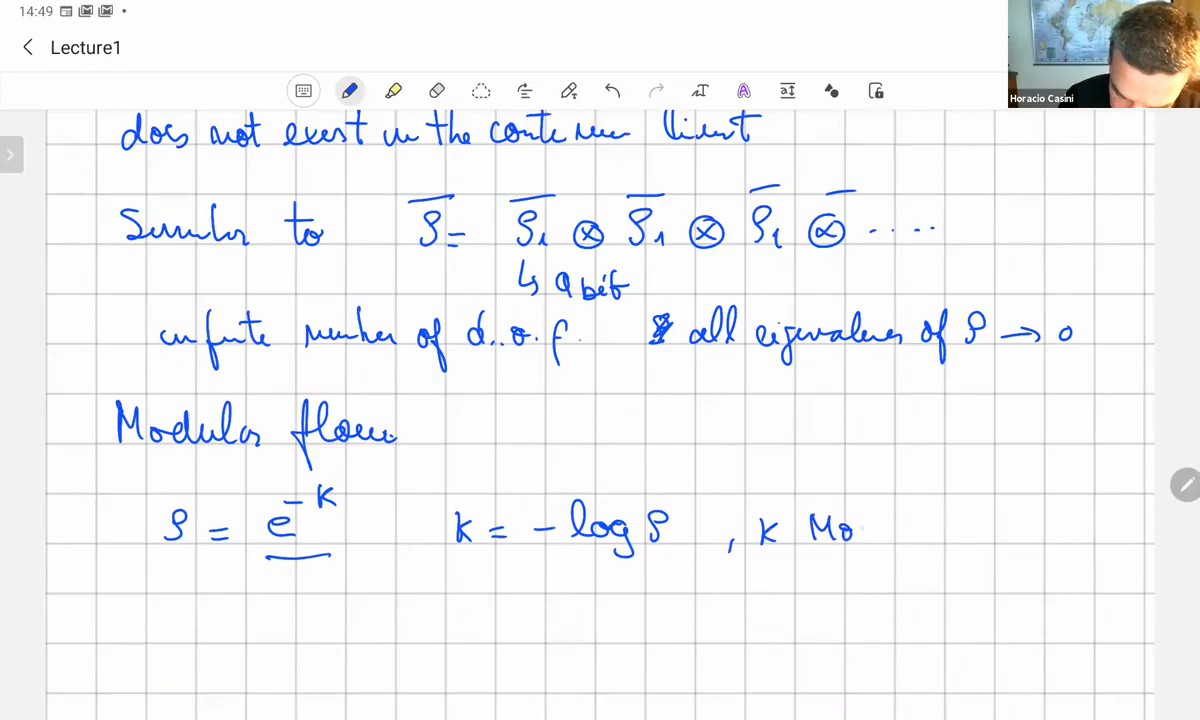 14:49
Lecture1
Horacio Casini
does not exist in the continuum limit
Similar to ρ̄ = ρ̄₁ ⊗ ρ̄₁ ⊗ ρ̄₁ ⊗ .....
↳ qbit
infinite number of d.o.f. all eigenvalues of ρ → 0
Modular flow.
ρ = e^{-K} K = - log ρ , K Mo